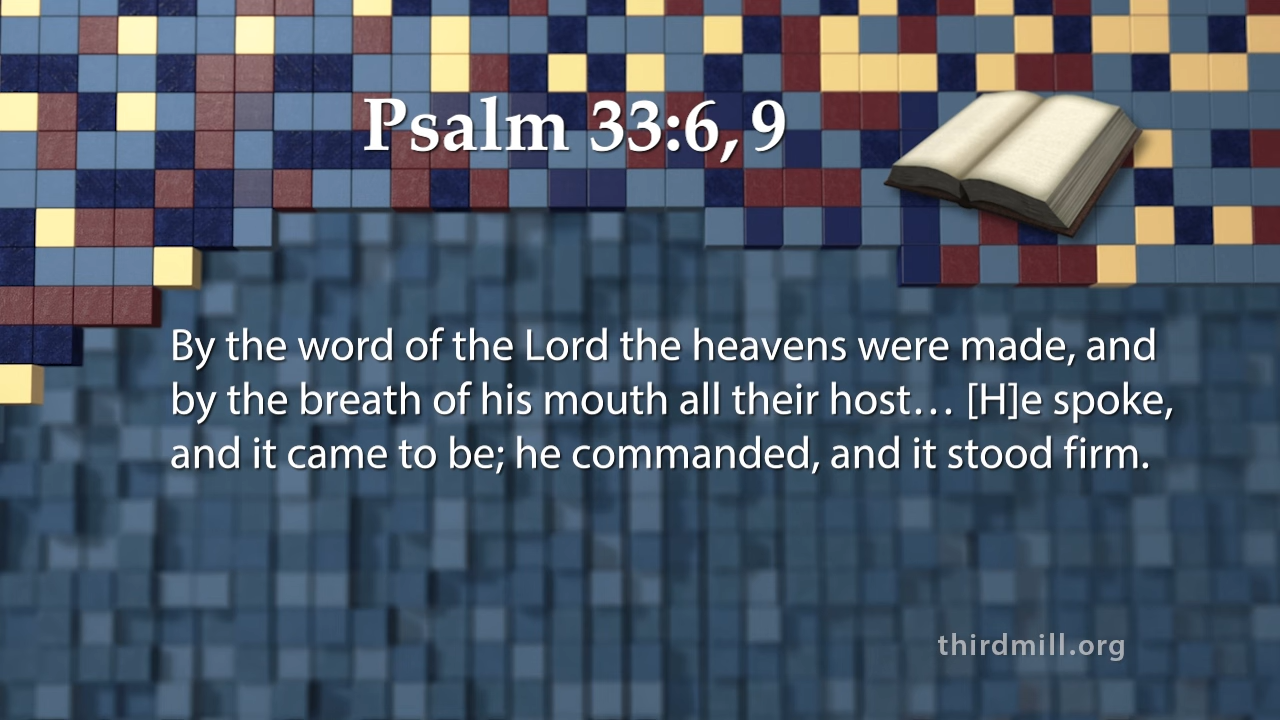 Psalm 33:6, 9
By the word of the Lord the heavens were made, and
by the breath of his mouth all their host… [H]e spoke,
and it came to be; he commanded, and it stood firm.
thirdmill.org